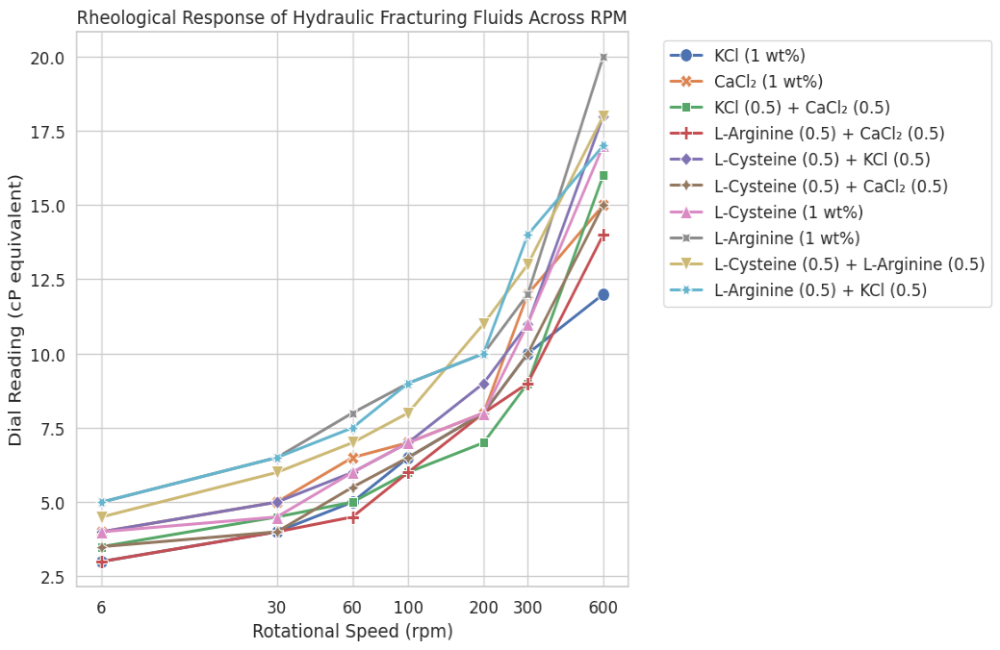 Rheological Response of Hydraulic Fracturing Fluids Across RPM
Dial Reading (cP equivalent)
20.0
17.5
15.0
12.5
10.0
7.5
5.0
2.5
6 30 60 100 200 300 600
Rotational Speed (rpm)
KCl (1 wt%)
CaCl₂ (1 wt%)
KCl (0.5) + CaCl₂ (0.5)
L-Arginine (0.5) + CaCl₂ (0.5)
L-Cysteine (0.5) + KCl (0.5)
L-Cysteine (0.5) + CaCl₂ (0.5)
L-Cysteine (1 wt%)
L-Arginine (1 wt%)
L-Cysteine (0.5) + L-Arginine (0.5)
L-Arginine (0.5) + KCl (0.5)